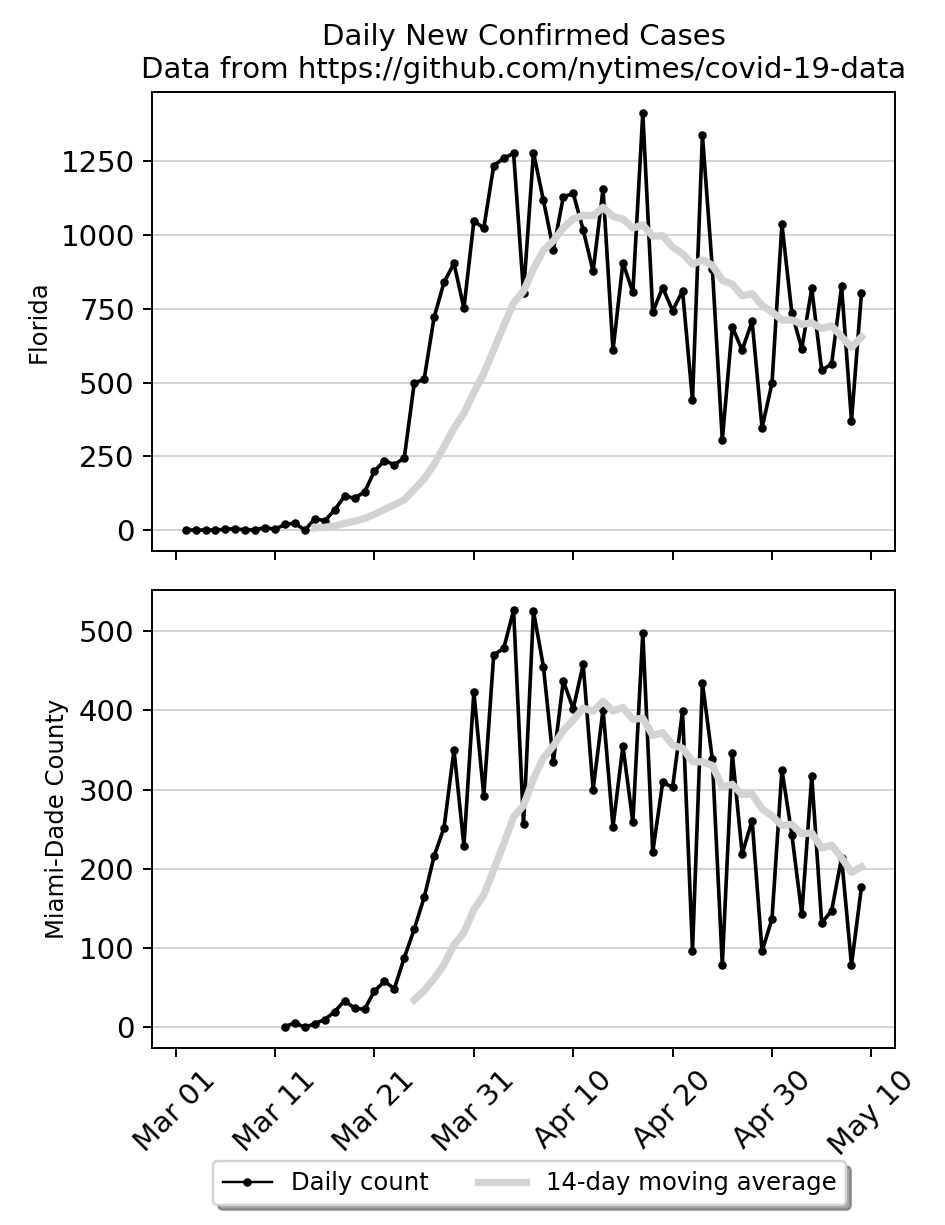 Daily New Confirmed Cases
Data from https://github.com/nytimes/covid-19-data
Florida
1250
1000
750
500
250
0
Miami-Dade County
500
400
300
200
100
0
Mar 01
Mar 11
Mar 21
Mar 31
Apr 10
Apr 20
Apr 30
May 10
Daily count
14-day moving average